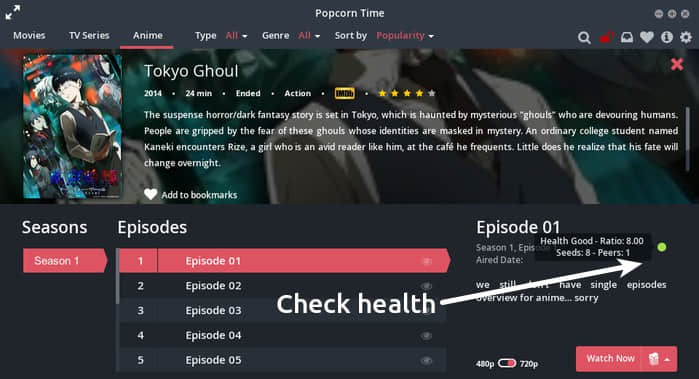 Popcorn Time
Movies TV Series Anime Type All Genre All Sort by Popularity
Tokyo Ghoul
2014 • 24 min • Ended • Action • IMDb
The suspense horror/dark fantasy story is set in Tokyo, which is haunted by mysterious "ghouls" who are devouring humans.
People are gripped by the fear of these ghouls whose identities are masked in mystery. An ordinary college student named
Kaneki encounters Rize, a girl who is an avid reader like him, at the café he frequents. Little does he realize that his fate will
change overnight.
Add to bookmarks
Seasons
Season 1
Episodes
1 Episode 01
2 Episode 02
3 Episode 03
4 Episode 04
5 Episode 05
Episode 01
Season 1, Episode
Health Good - Ratio: 8.00
Seeds: 8 - Peers: 1
Aired Date:
we still don't have single episodes
overview for anime... sorry
Check health
480p 720p
Watch Now